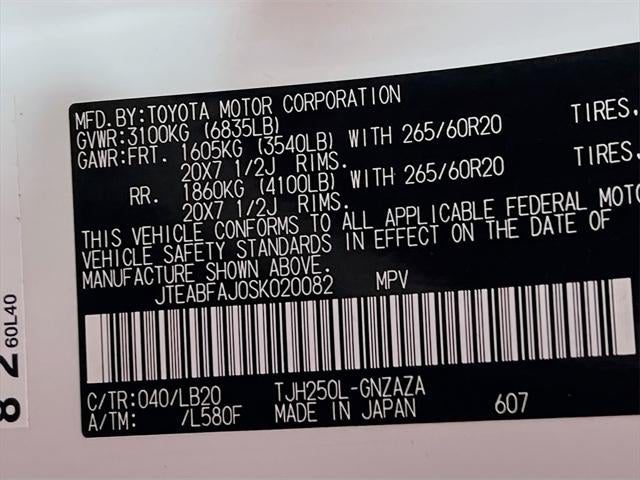 MFD.BY:TOYOTA MOTOR CORPORATION
GVWR:3100KG (6835LB)
GAWR:FRT. 1605KG (3540LB) WITH 265/60R20 TIRES,
20X7 1/2J RIMS.
RR. 1860KG (4100LB) WITH 265/60R20 TIRES,
20X7 1/2J RIMS.
THIS VEHICLE CONFORMS TO ALL APPLICABLE FEDERAL MOTO
VEHICLE SAFETY STANDARDS IN EFFECT ON THE DATE OF
MANUFACTURE SHOWN ABOVE.
JTEABFAJ0SK020082 MPV
C/TR:040/LB20 TJH250L-GNZAZA
A/TM: /L580F MADE IN JAPAN 607
8 2 60L40